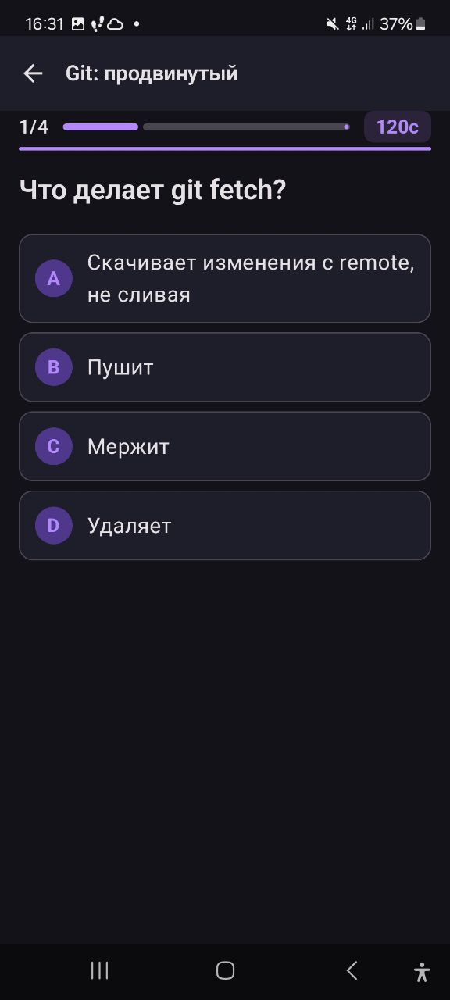 16:31 4G 37%
Git: продвинутый
1/4 120с
Что делает git fetch?
A Скачивает изменения с remote,
не сливая
B Пушит
C Мержит
D Удаляет